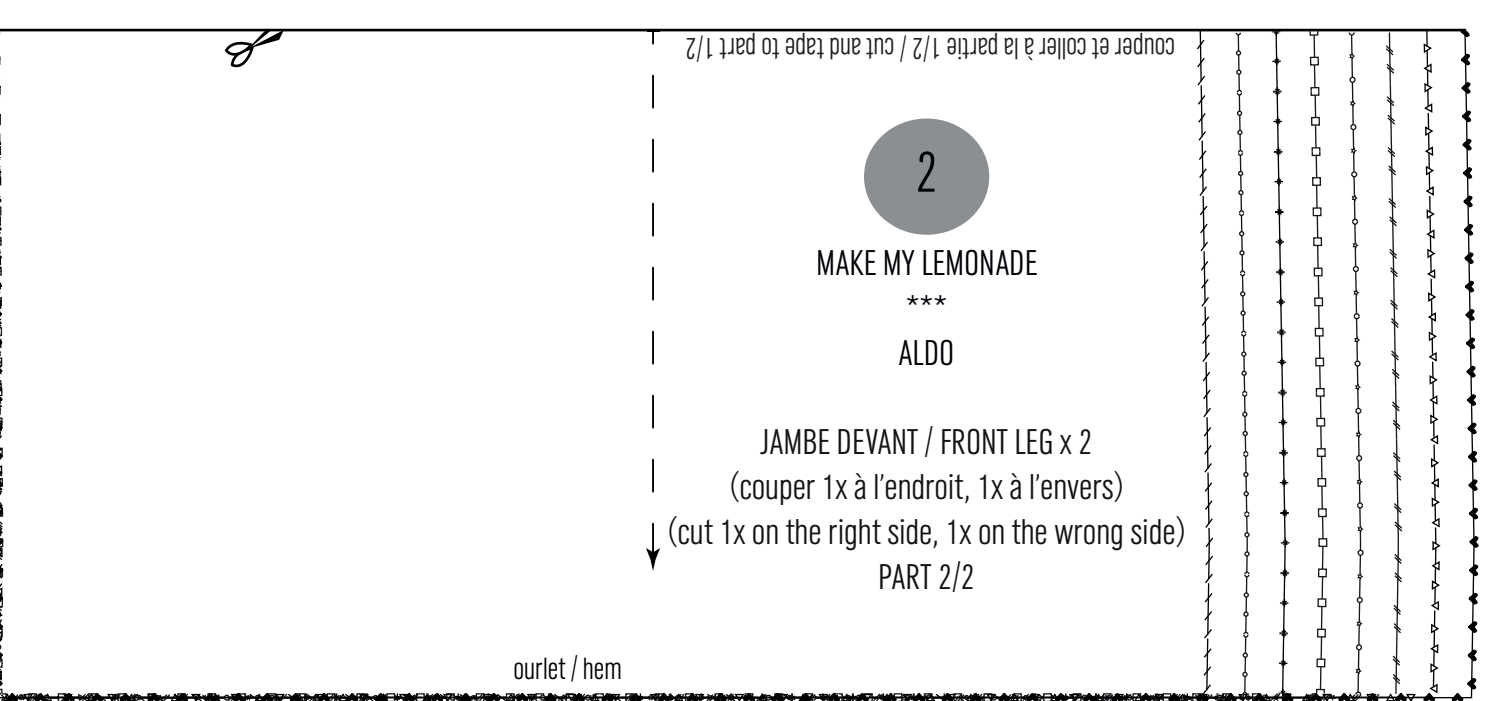 couper et coller à la partie 1/2 / cut and tape to part 1/2
2
MAKE MY LEMONADE
***
ALDO
JAMBE DEVANT / FRONT LEG x 2
(couper 1x à l'endroit, 1x à l'envers)
(cut 1x on the right side, 1x on the wrong side)
PART 2/2
ourlet / hem